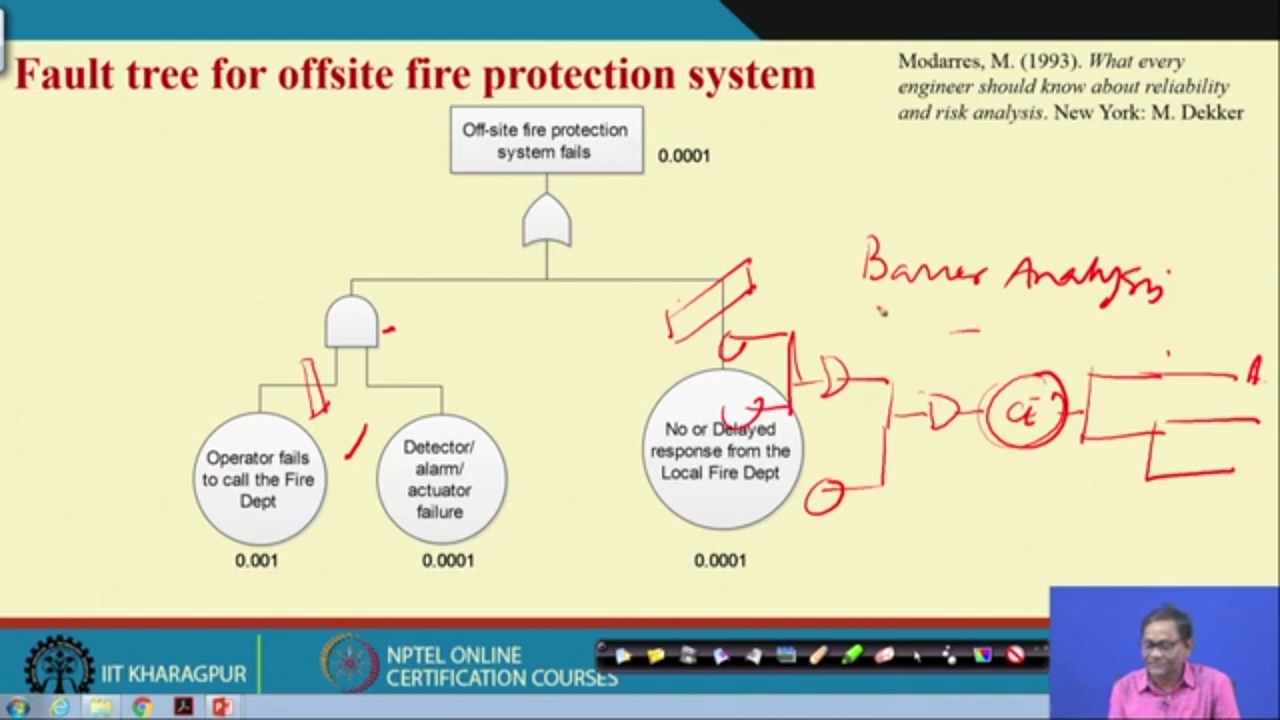 Fault tree for offsite fire protection system
Modarres, M. (1993). What every
engineer should know about reliability
and risk analysis. New York: M. Dekker
Off-site fire protection
system fails
0.0001
Barrier Analysis
A
Operator fails
to call the Fire
Dept
Detector/
alarm/
actuator
failure
No or Delayed
response from the
Local Fire Dept
0.001
0.0001
0.0001
IIT KHARAGPUR
NPTEL ONLINE
CERTIFICATION COURSES